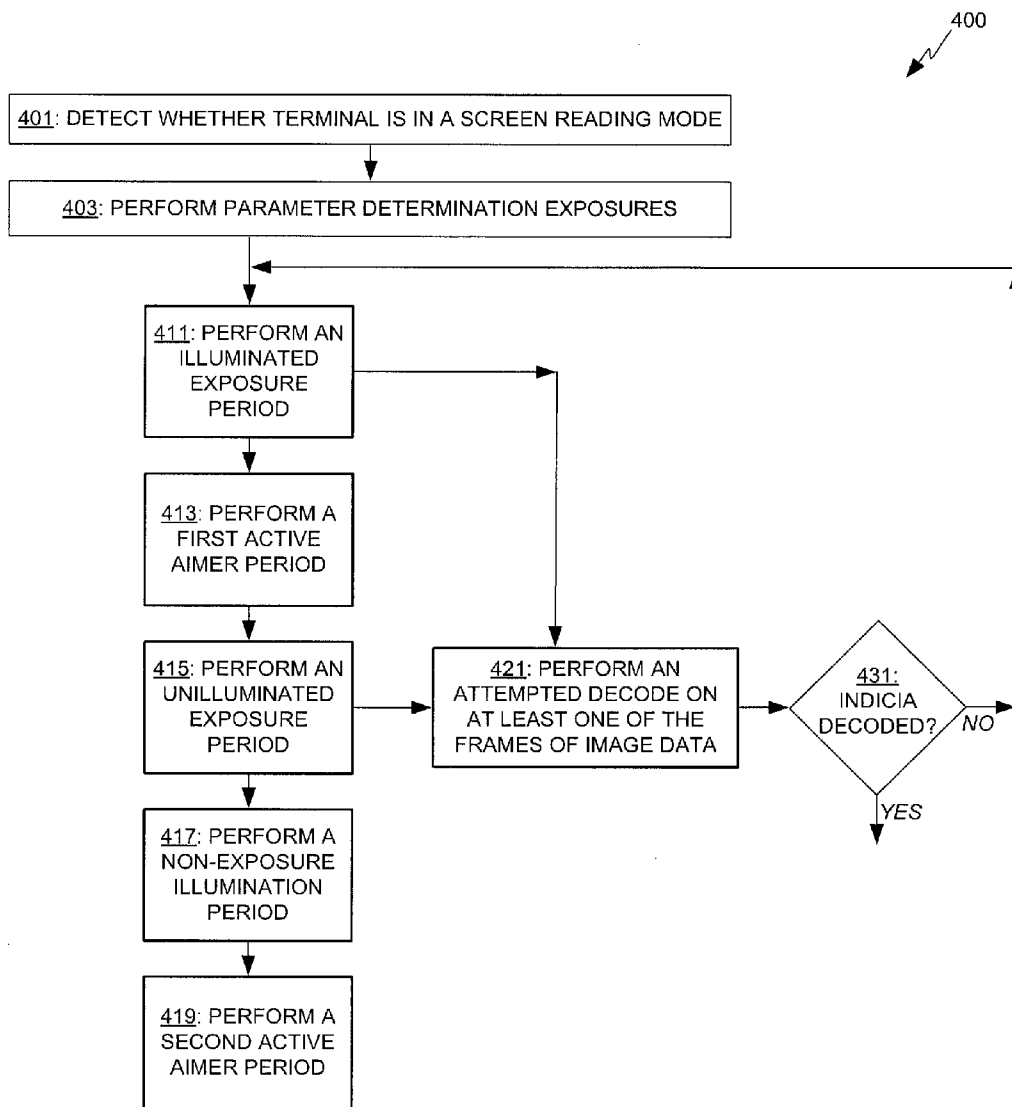 400
401: DETECT WHETHER TERMINAL IS IN A SCREEN READING MODE
403: PERFORM PARAMETER DETERMINATION EXPOSURES
411: PERFORM AN
ILLUMINATED
EXPOSURE
PERIOD
413: PERFORM A
FIRST ACTIVE
AIMER PERIOD
415: PERFORM AN
UNILLUMINATED
EXPOSURE
PERIOD
421: PERFORM AN
ATTEMPTED DECODE ON
AT LEAST ONE OF THE
FRAMES OF IMAGE DATA
431:
INDICIA
DECODED?
NO
YES
417: PERFORM A
NON-EXPOSURE
ILLUMINATION
PERIOD
419: PERFORM A
SECOND ACTIVE
AIMER PERIOD